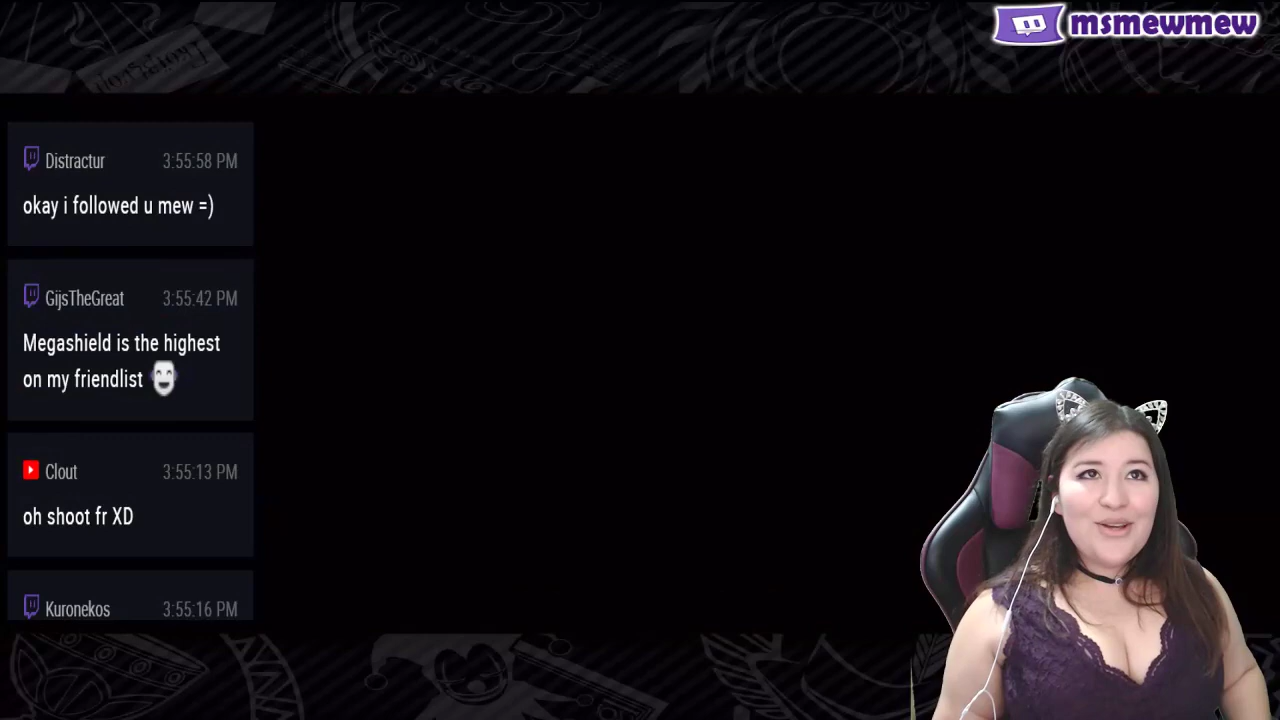 msmewmew
Distractur 3:55:58 PM
okay i followed u mew =)
GijsTheGreat 3:55:42 PM
Megashield is the highest
on my friendlist
Clout 3:55:13 PM
oh shoot fr XD
Kuronekos 3:55:16 PM